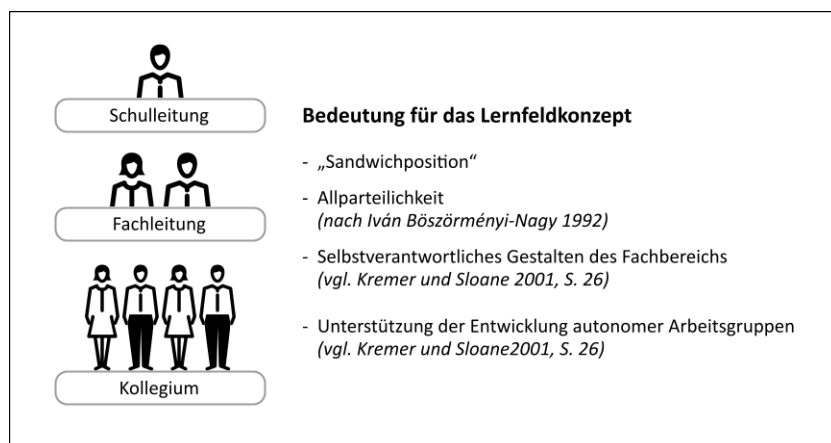 Schulleitung
Fachleitung
Kollegium
Bedeutung für das Lernfeldkonzept
- „Sandwichposition“
- Allparteilichkeit
(nach Iván Böszörményi-Nagy 1992)
- Selbstverantwortliches Gestalten des Fachbereichs
(vgl. Kremer und Sloane 2001, S. 26)
- Unterstützung der Entwicklung autonomer Arbeitsgruppen
(vgl. Kremer und Sloane2001, S. 26)